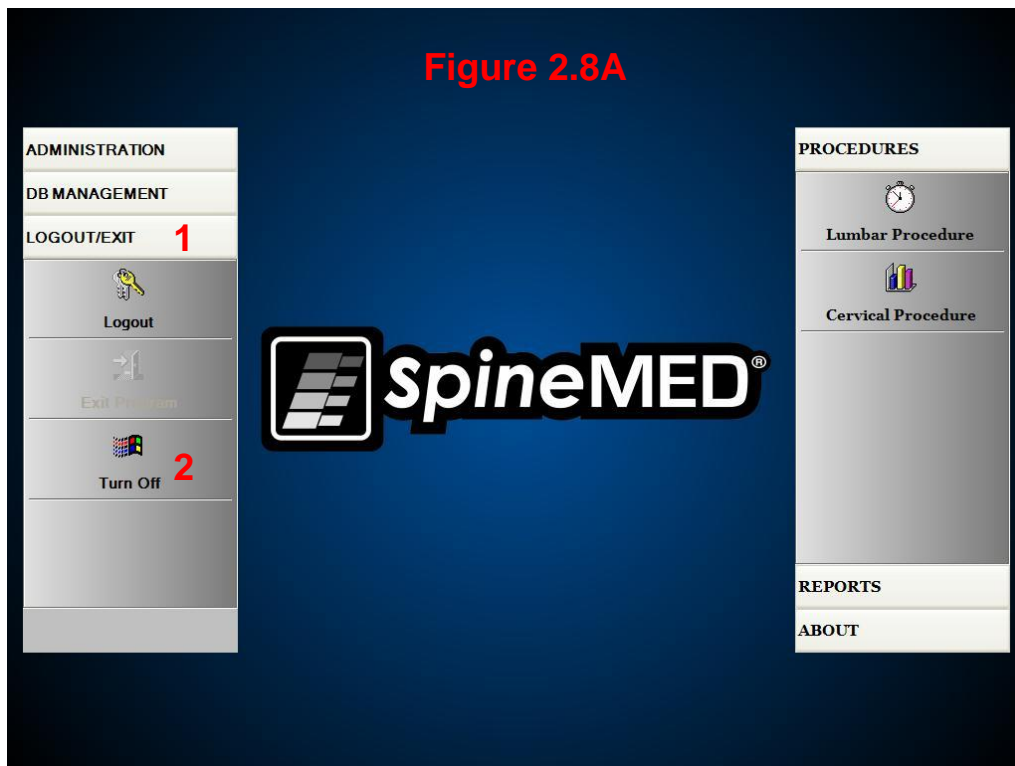 Figure 2.8A
ADMINISTRATION
DB MANAGEMENT
LOGOUT/EXIT 1
Logout
Exit Program
Turn Off 2
SpineMED®
PROCEDURES
Lumbar Procedure
Cervical Procedure
REPORTS
ABOUT